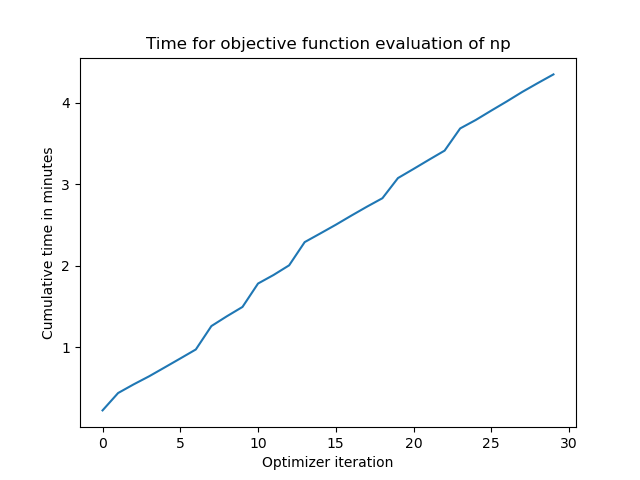 Time for objective function evaluation of np
Cumulative time in minutes
4
3
2
1
0 5 10 15 20 25 30
Optimizer iteration